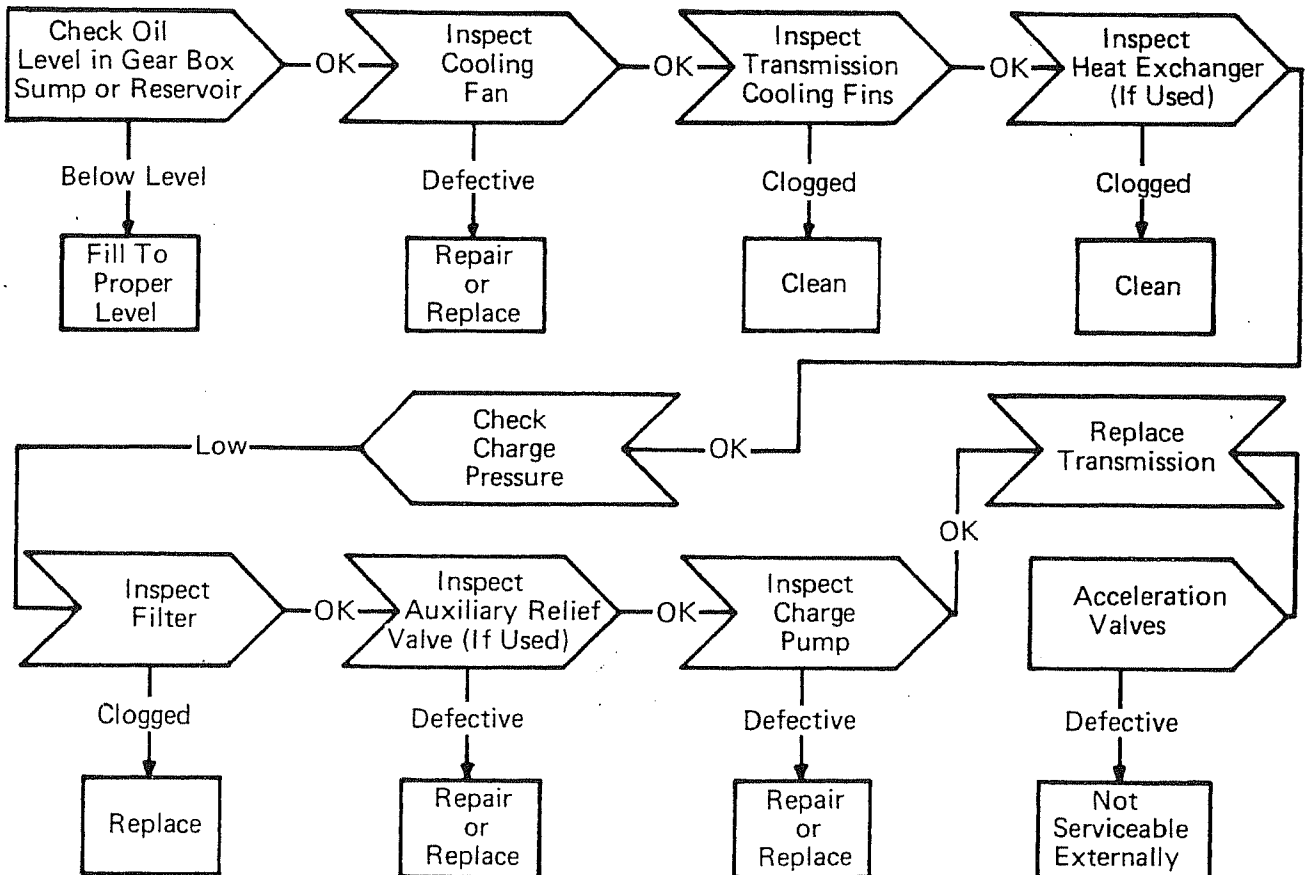 Check Oil
Level in Gear Box
Sump or Reservoir
OK
Inspect
Cooling
Fan
OK
Inspect
Transmission
Cooling Fins
OK
Inspect
Heat Exchanger
(If Used)
Below Level
Defective
Clogged
Clogged
Fill To
Proper
Level
Repair
or
Replace
Clean
Clean
Check
Charge
Pressure
Low
OK
Replace
Transmission
OK
Inspect
Filter
OK
Inspect
Auxiliary Relief
Valve (If Used)
OK
Inspect
Charge
Pump
Acceleration
Valves
Clogged
Defective
Defective
Defective
Replace
Repair
or
Replace
Repair
or
Replace
Not
Serviceable
Externally